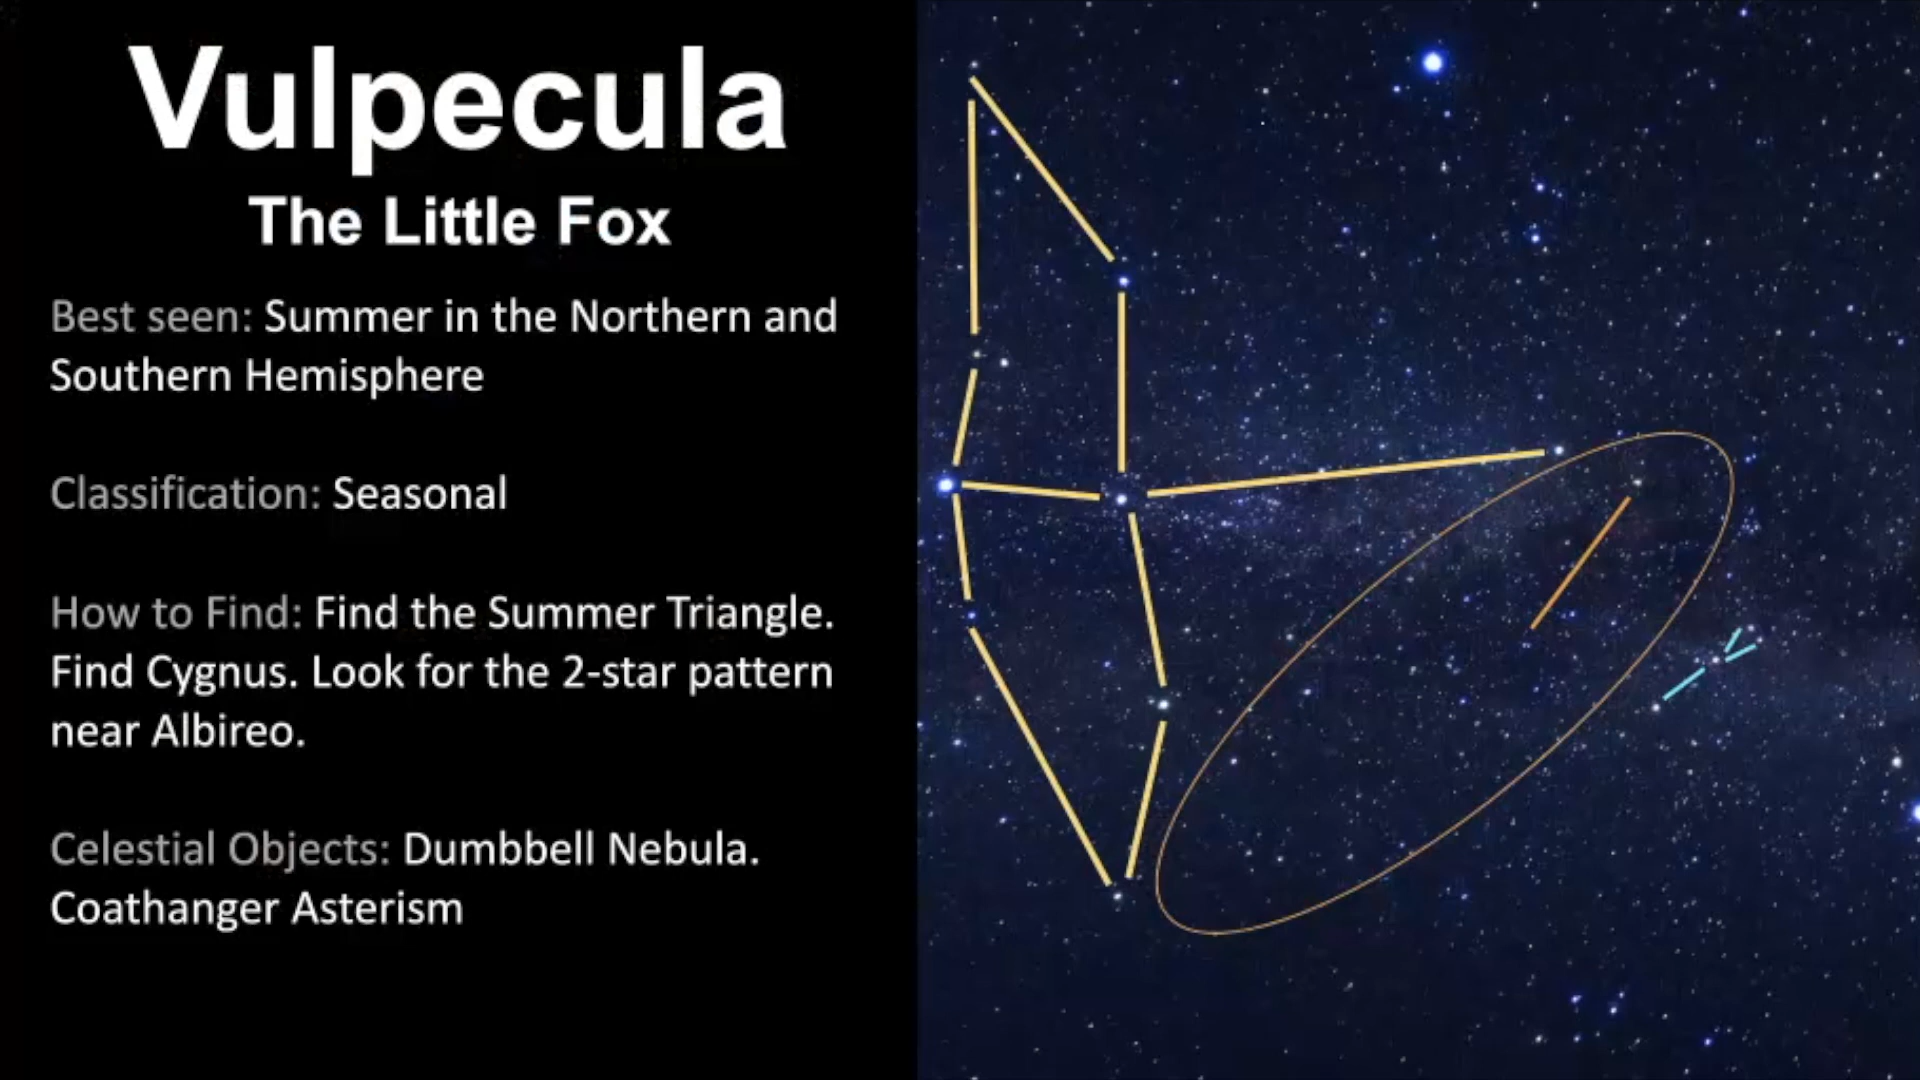 Vulpecula
The Little Fox
Best seen: Summer in the Northern and
Southern Hemisphere
Classification: Seasonal
How to Find: Find the Summer Triangle.
Find Cygnus. Look for the 2-star pattern
near Albireo.
Celestial Objects: Dumbbell Nebula.
Coathanger Asterism